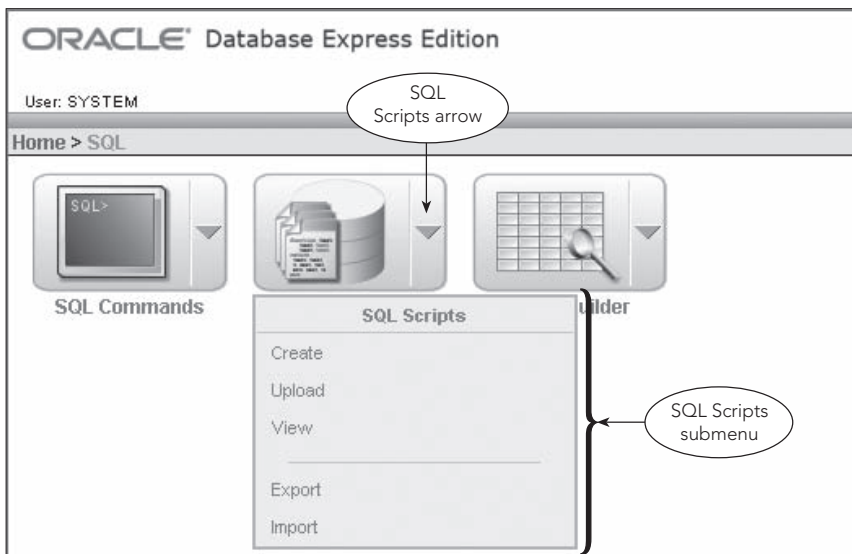 ORACLE® Database Express Edition
User: SYSTEM
SQL
Scripts arrow
Home > SQL
SQL>
SQL Commands
uilder
SQL Scripts
Create
Upload
View
Export
Import
SQL Scripts
submenu